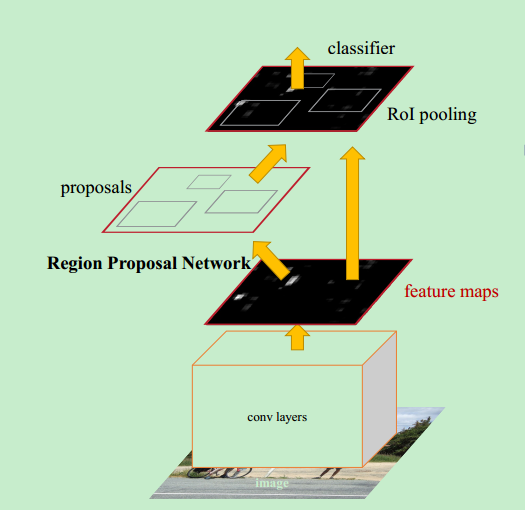 classifier
RoI pooling
proposals
Region Proposal Network
feature maps
conv layers
image